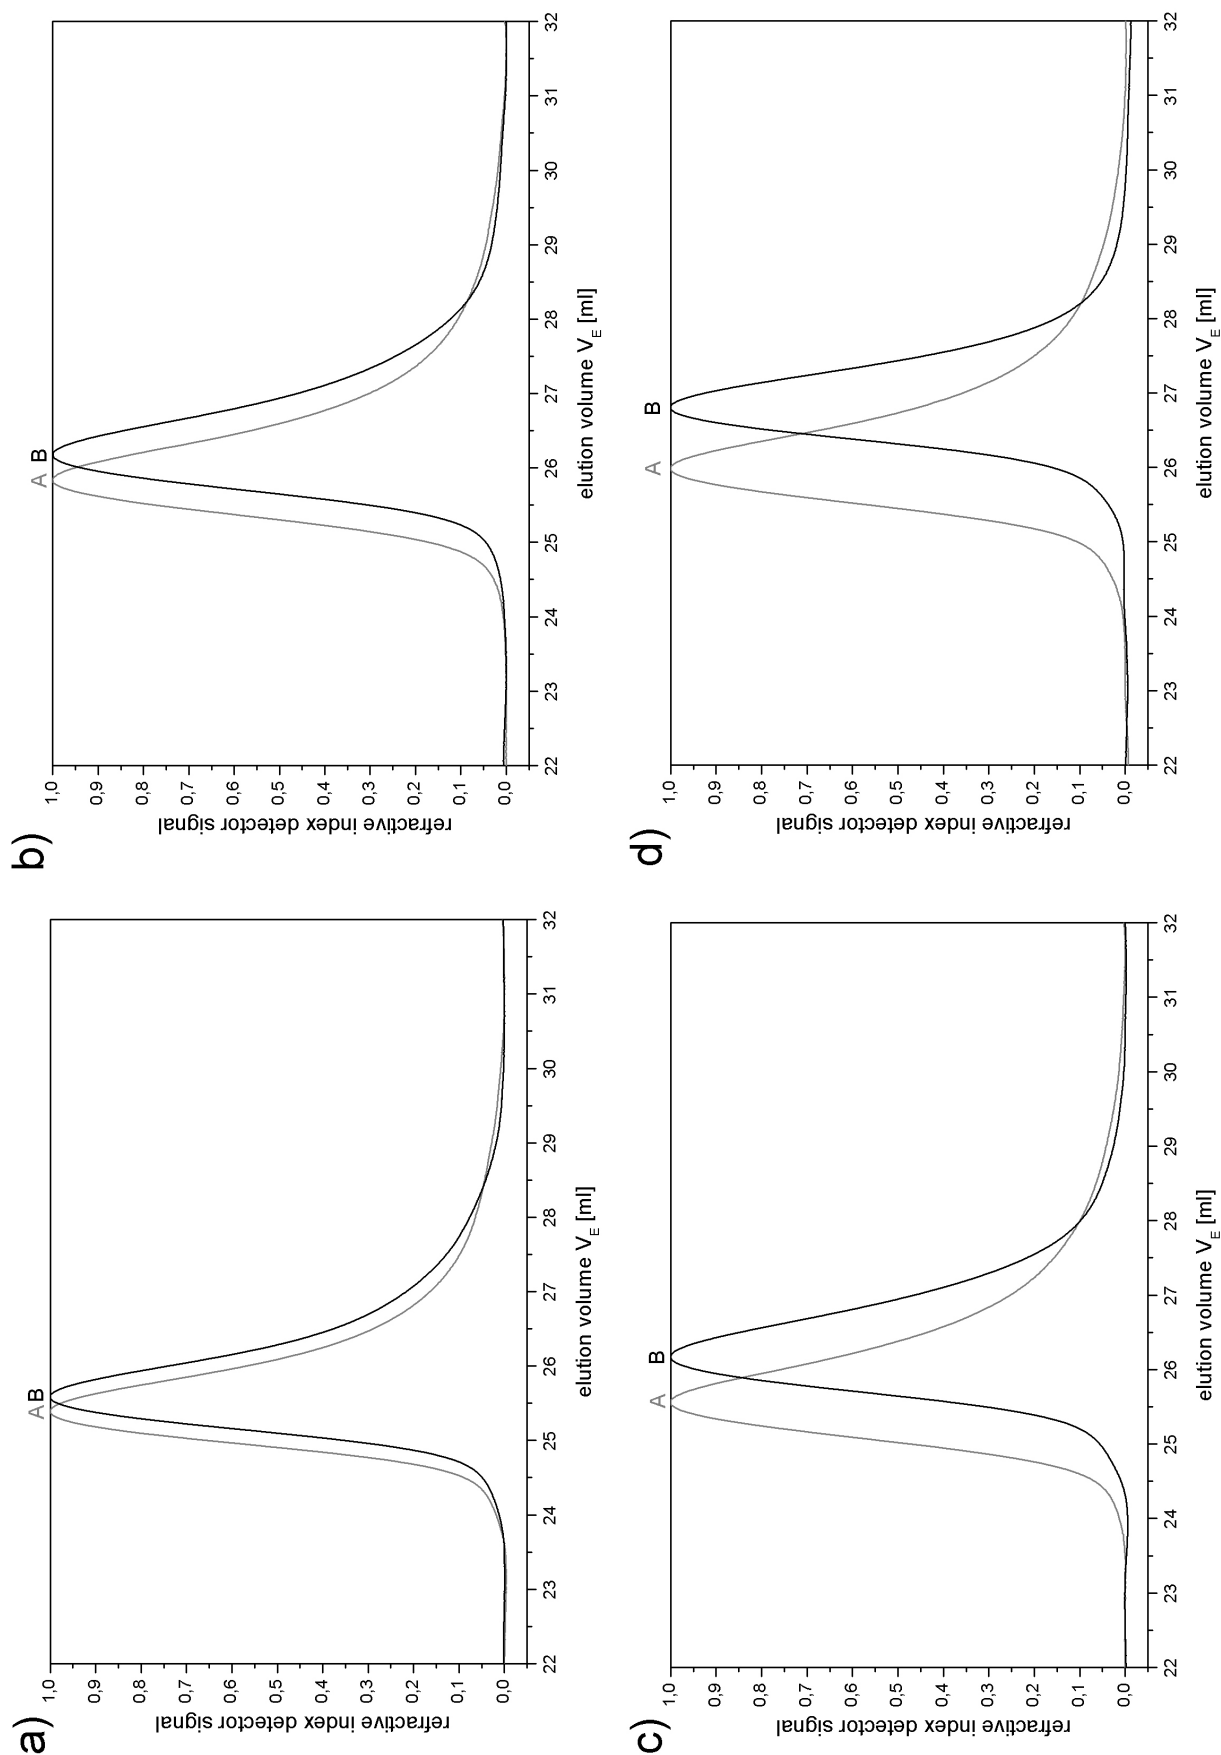 a)
A B
refractive index detector signal
1,0
0,9
0,8
0,7
0,6
0,5
0,4
0,3
0,2
0,1
0,0
22 23 24 25 26 27 28 29 30 31 32
elution volume V_E [ml]
b)
A B
refractive index detector signal
1,0
0,9
0,8
0,7
0,6
0,5
0,4
0,3
0,2
0,1
0,0
22 23 24 25 26 27 28 29 30 31 32
elution volume V_E [ml]
c)
A B
refractive index detector signal
1,0
0,9
0,8
0,7
0,6
0,5
0,4
0,3
0,2
0,1
0,0
22 23 24 25 26 27 28 29 30 31 32
elution volume V_E [ml]
d)
A B
refractive index detector signal
1,0
0,9
0,8
0,7
0,6
0,5
0,4
0,3
0,2
0,1
0,0
22 23 24 25 26 27 28 29 30 31 32
elution volume V_E [ml]